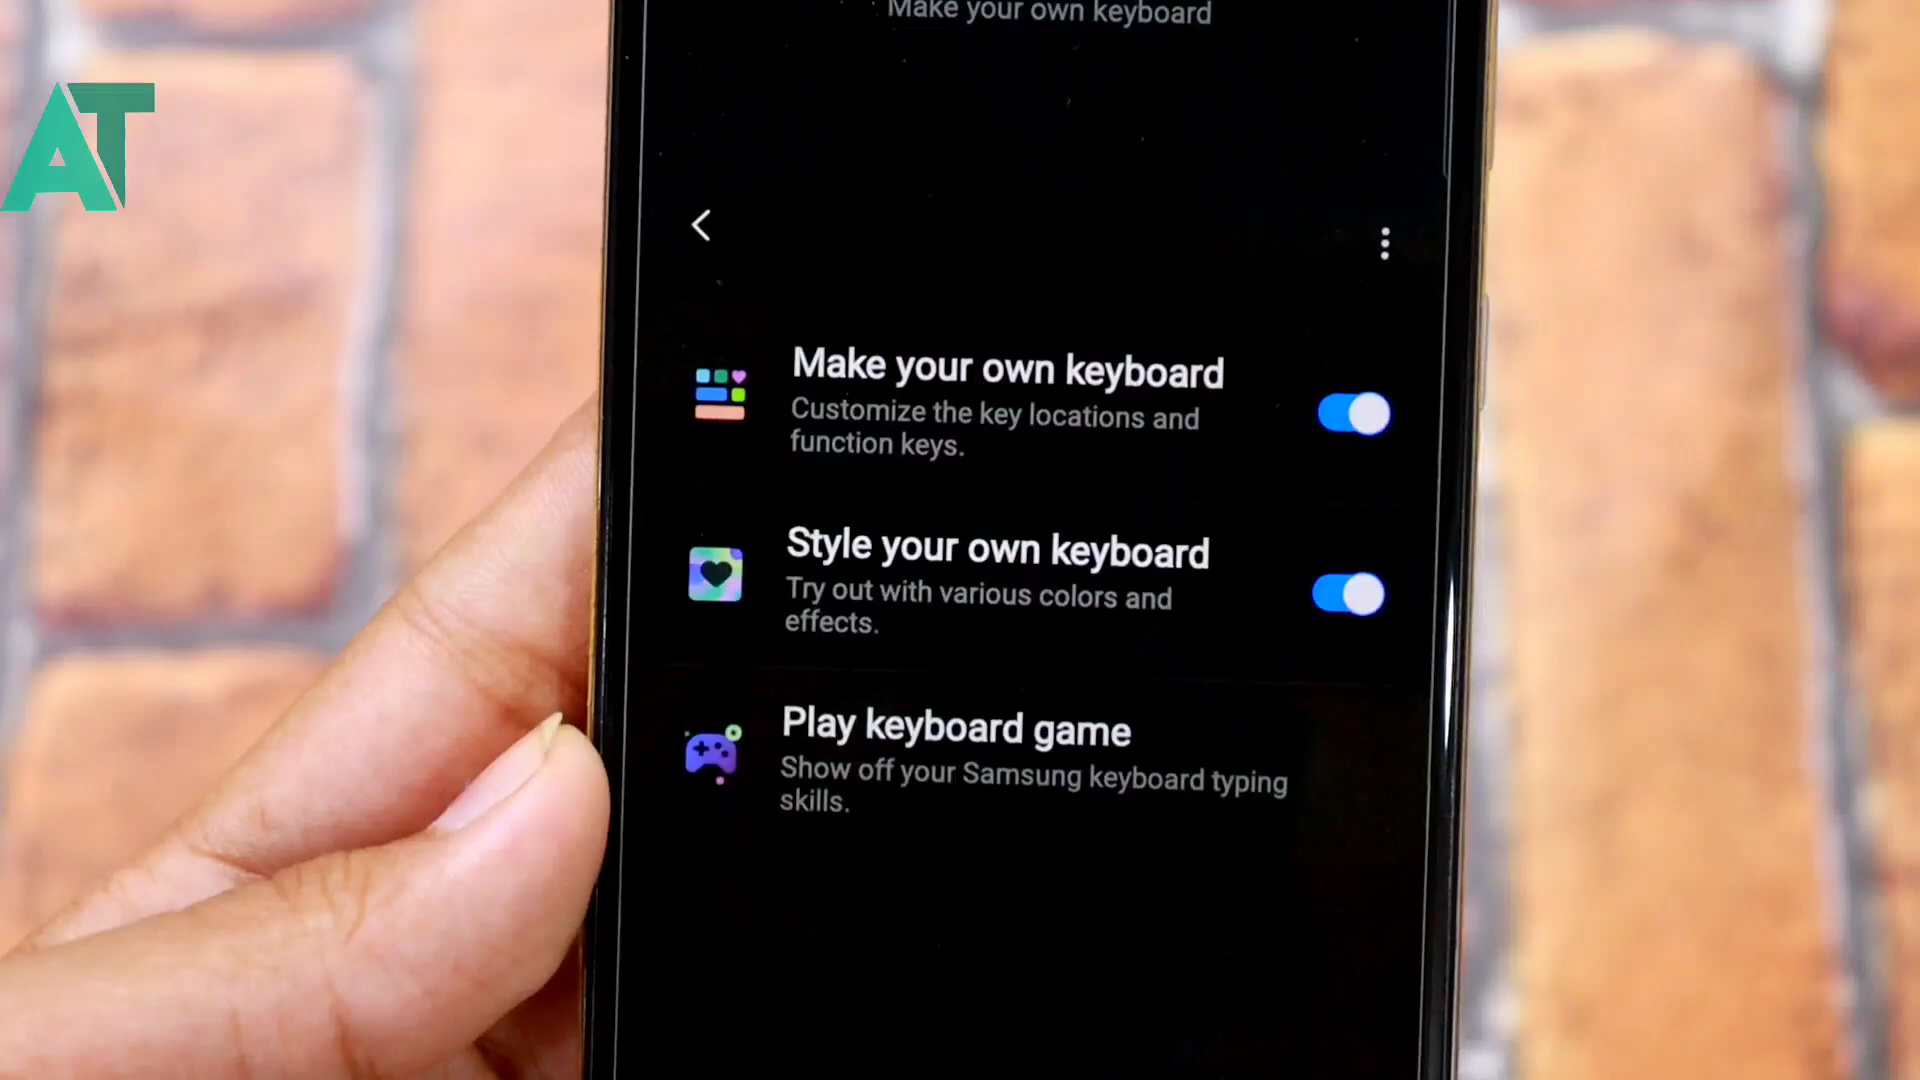 Make your own keyboard
AT
Make your own keyboard
Customize the key locations and
function keys.
Style your own keyboard
Try out with various colors and
effects.
Play keyboard game
Show off your Samsung keyboard typing
skills.